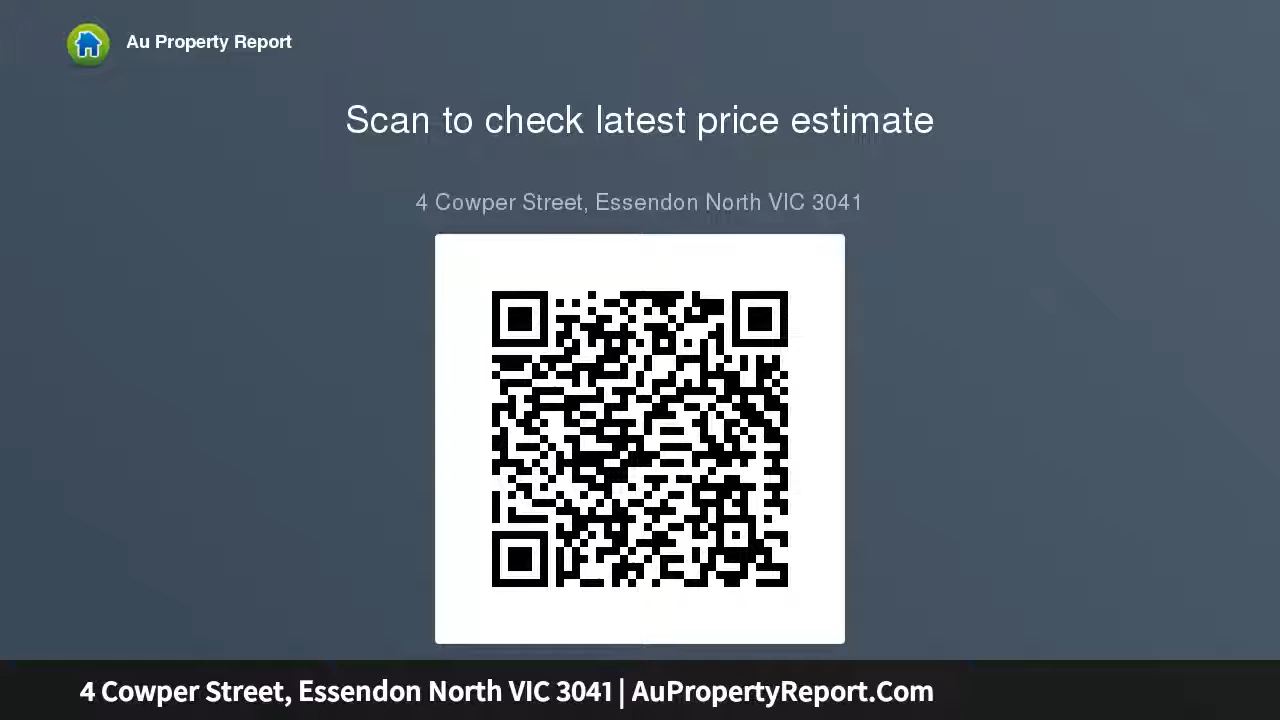 Au Property Report
Scan to check latest price estimate
4 Cowper Street, Essendon North VIC 3041
4 Cowper Street, Essendon North VIC 3041 | AuPropertyReport.Com